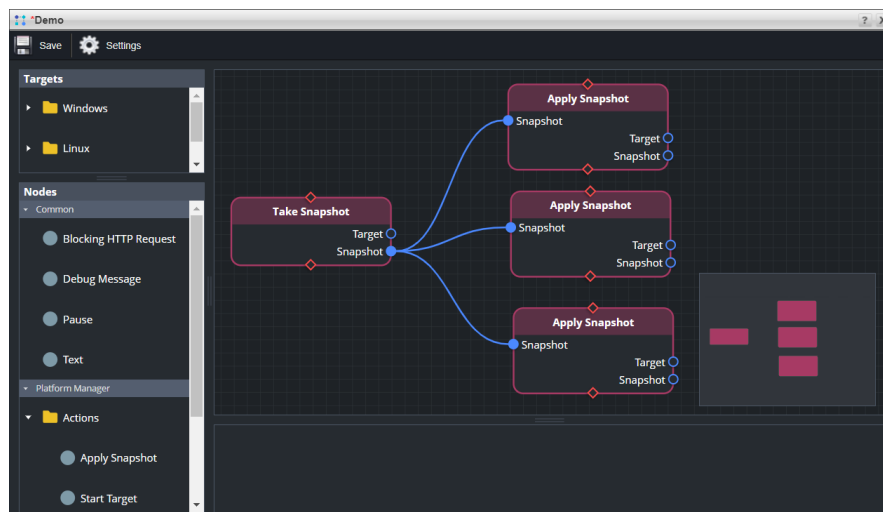 *Demo
?
Save
Settings
Targets
Windows
Linux
Nodes
Common
Blocking HTTP Request
Debug Message
Pause
Text
Platform Manager
Actions
Apply Snapshot
Start Target
Take Snapshot
Target
Snapshot
Apply Snapshot
Snapshot
Target
Snapshot
Apply Snapshot
Snapshot
Target
Snapshot
Apply Snapshot
Snapshot
Target
Snapshot